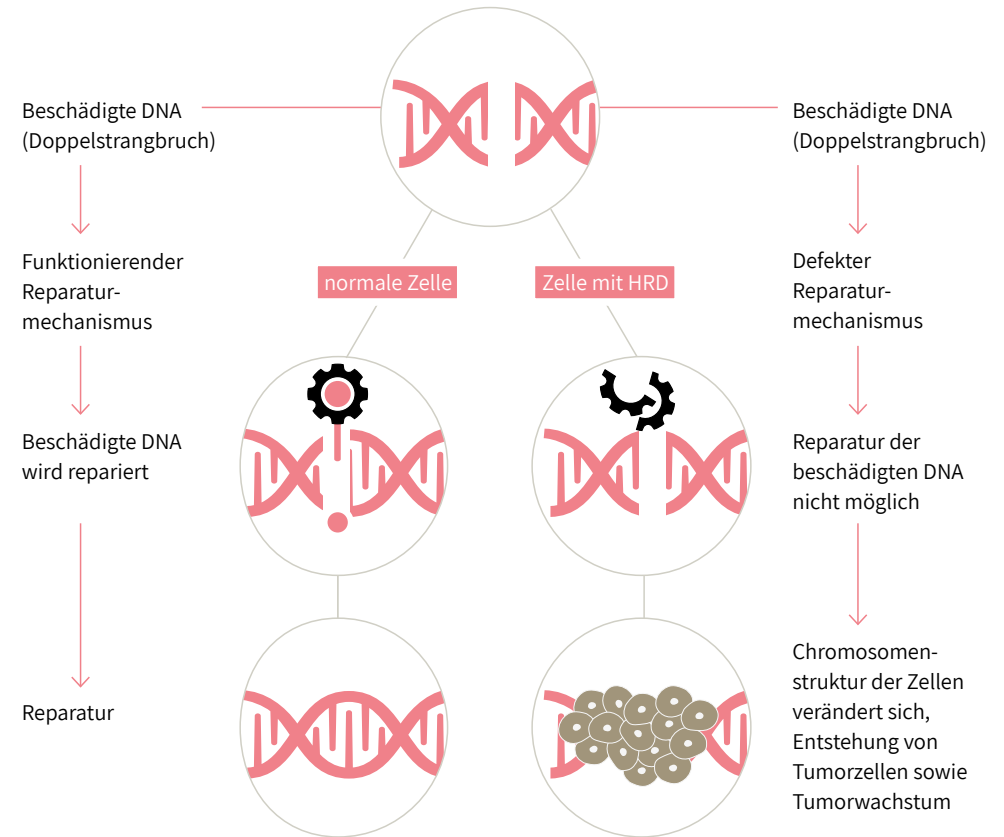 Beschädigte DNA
(Doppelstrangbruch)
Funktionierender
Reparatur-
mechanismus
Beschädigte DNA
wird repariert
Reparatur
normale Zelle
Zelle mit HRD
Beschädigte DNA
(Doppelstrangbruch)
Defekter
Reparatur-
mechanismus
Reparatur der
beschädigten DNA
nicht möglich
Chromosomen-
struktur der Zellen
verändert sich,
Entstehung von
Tumorzellen sowie
Tumorwachstum